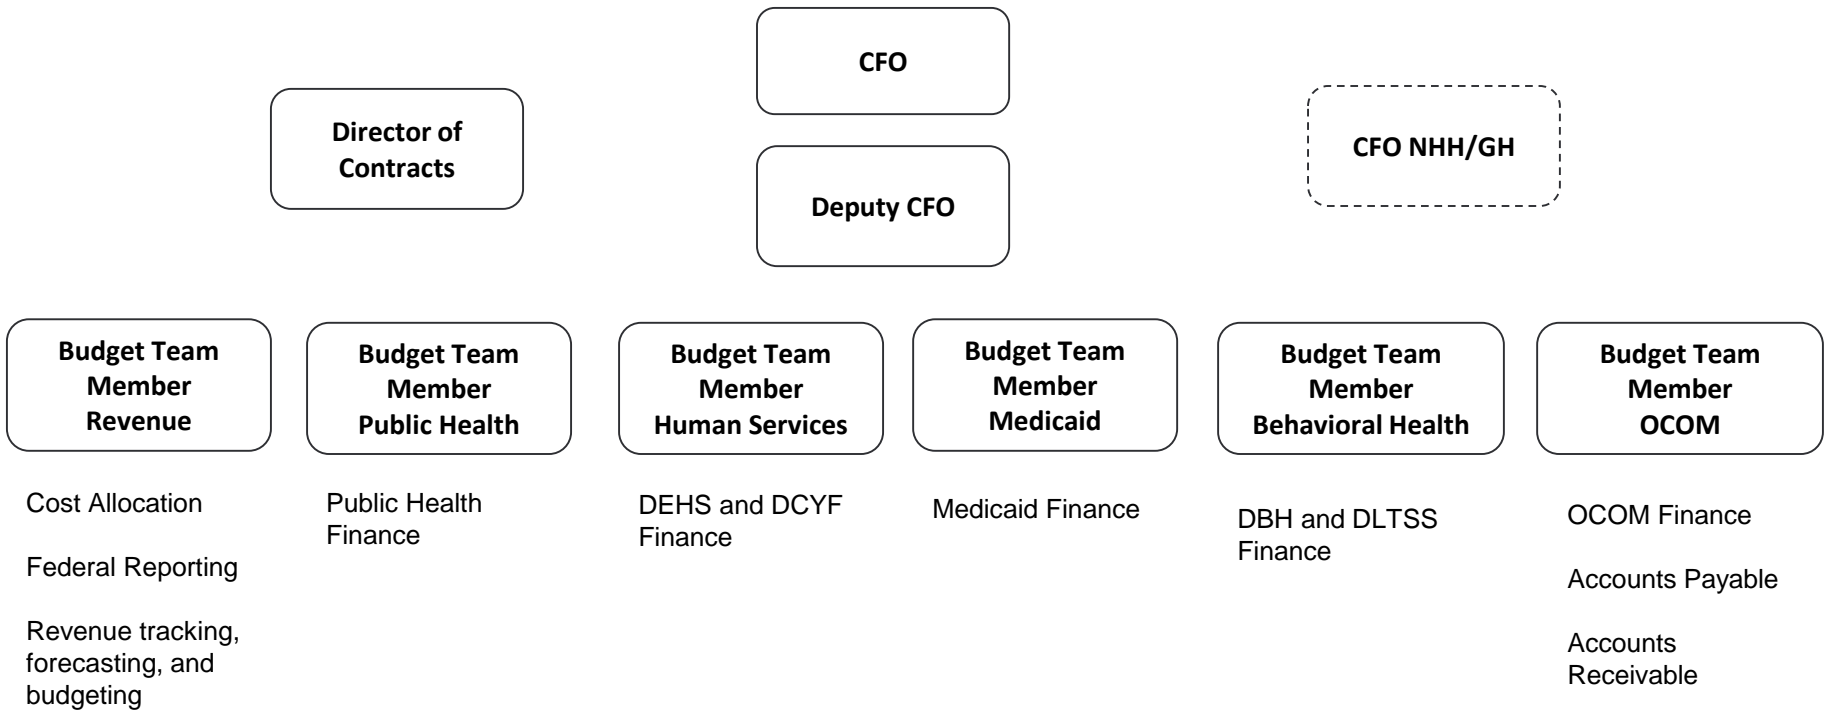 CFO
Director of
Contracts
CFO NHH/GH
Deputy CFO
Budget Team
Member
Revenue
Budget Team
Member
Public Health
Budget Team
Member
Human Services
Budget Team
Member
Medicaid
Budget Team
Member
Behavioral Health
Budget Team
Member
OCOM
Cost Allocation
Federal Reporting
Revenue tracking,
forecasting, and
budgeting
Public Health
Finance
DEHS and DCYF
Finance
Medicaid Finance
DBH and DLTSS
Finance
OCOM Finance
Accounts Payable
Accounts
Receivable